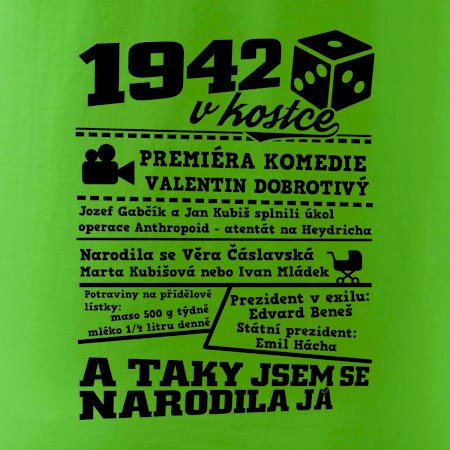 1942
v kostce
PREMIÉRA KOMEDIE
VALENTIN DOBROTIVÝ
Jozef Gabčík a Jan Kubiš splnili úkol
operace Anthropoid - atentát na Heydricha
Narodila se Věra Čáslavská
Marta Kubišová nebo Ivan Mládek
Potraviny na přídělové
lístky:
maso 500 g týdně
mléko 1/4 litru denně
Prezident v exilu:
Edvard Beneš
Státní prezident:
Emil Hácha
A TAKY JSEM SE
NARODILA JÁ